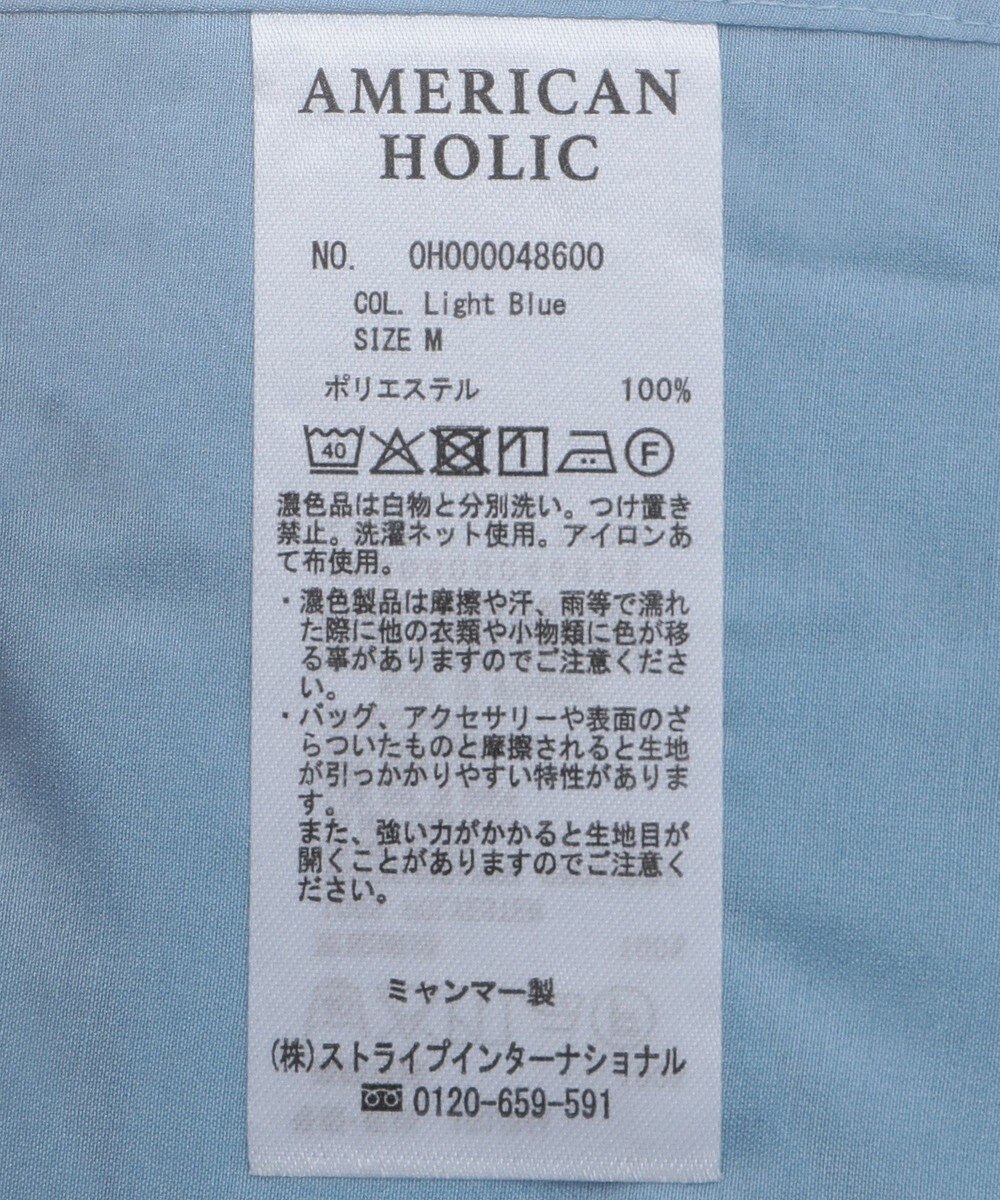 AMERICAN
HOLIC
NO. 0H000048600
COL. Light Blue
SIZE M
ポリエステル 100%
40 F
濃色品は白物と分別洗い。つけ置き
禁止。洗濯ネット使用。アイロンあ
て布使用。
・濃色製品は摩擦や汗、雨等で濡れ
た際に他の衣類や小物類に色が移
る事がありますのでご注意くださ
い。
・バッグ、アクセサリーや表面のざ
らついたものと摩擦されると生地
が引っかかりやすい特性がありま
す。
また、強い力がかかると生地目が
開くことがありますのでご注意く
ださい。
ミャンマー製
(株)ストライプインターナショナル
0120-659-591